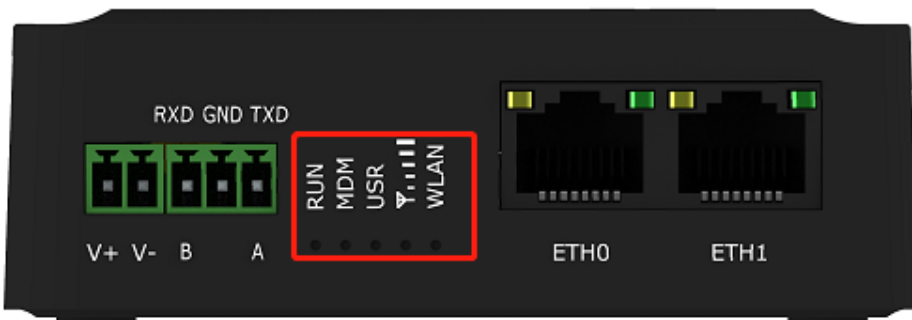 RXD GND TXD
RUN
MDM
USR
WLAN
V+ V- B A
ETH0
ETH1